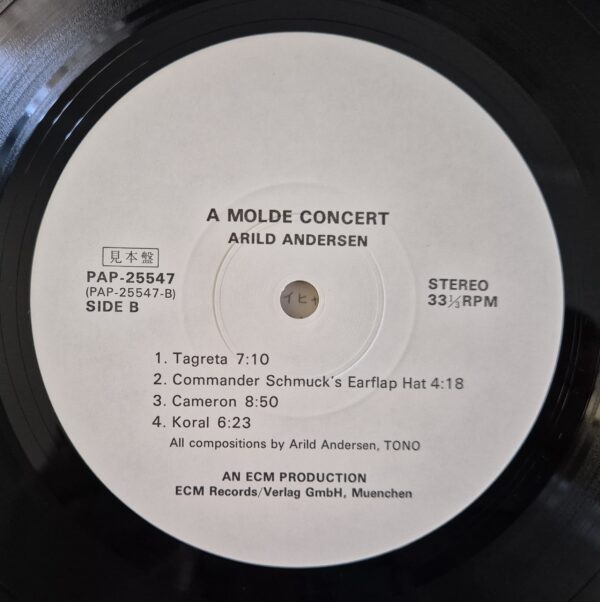 A MOLDE CONCERT
ARILD ANDERSEN
見本盤
PAP-25547
(PAP-25547-B)
SIDE B
STEREO
33⅓RPM
イヒ
1. Tagreta 7:10
2. Commander Schmuck's Earflap Hat 4:18
3. Cameron 8:50
4. Koral 6:23
All compositions by Arild Andersen, TONO
AN ECM PRODUCTION
ECM Records/Verlag GmbH, Muenchen